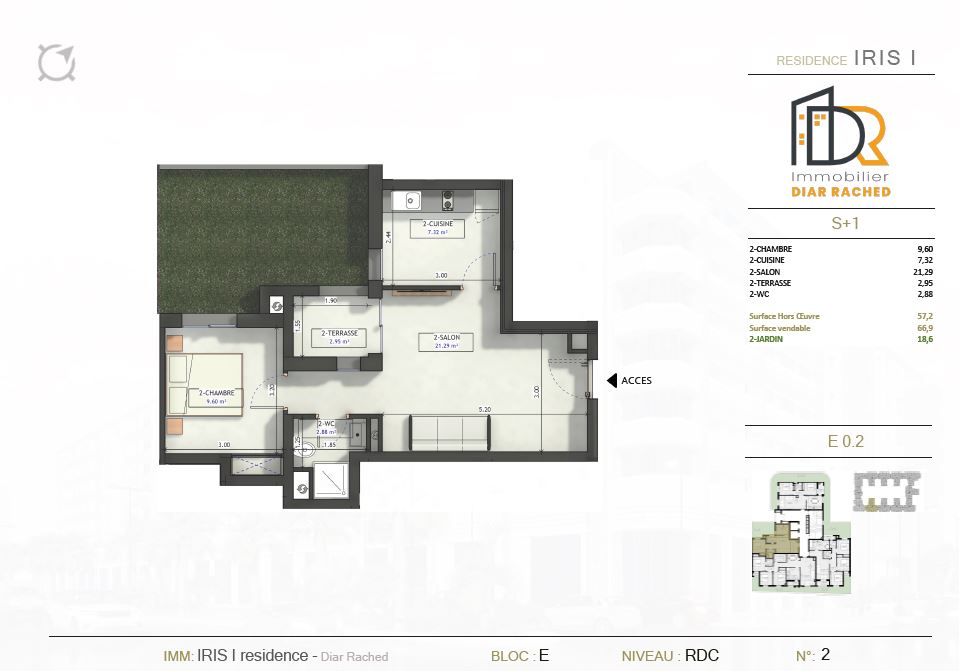 RESIDENCE IRIS I
DR
Immobilier
DIAR RACHED
S+1
2-CHAMBRE 9,60
2-CUISINE 7,32
2-SALON 21,29
2-TERRASSE 2,95
2-WC 2,88
Surface Hors Œuvre 57,2
Surface vendable 66,9
2-JARDIN 18,6
E 0.2
2-CUISINE
7.32 m²
2.44
3.00
1.90
1.55
2-TERRASSE
2.95 m²
2-SALON
21.29 m²
ACCES
2-CHAMBRE
9.60 m²
3.20
3.00
5.20
3.00
2-WC
2.88 m²
1.25
1.85
IMM: IRIS I residence - Diar Rached
BLOC : E
NIVEAU : RDC
N°: 2